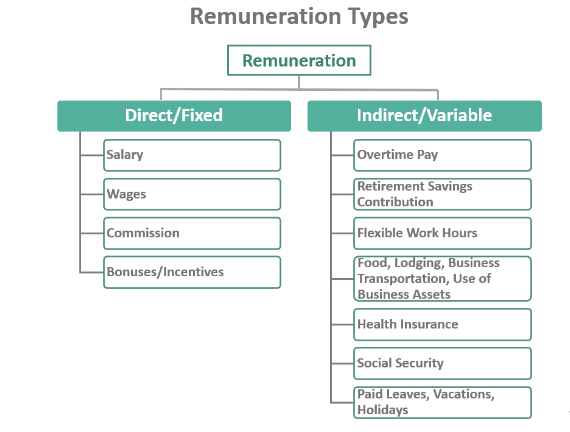 Remuneration Types
Remuneration
Direct/Fixed
Salary
Wages
Commission
Bonuses/Incentives
Indirect/Variable
Overtime Pay
Retirement Savings
Contribution
Flexible Work Hours
Food, Lodging, Business
Transportation, Use of
Business Assets
Health Insurance
Social Security
Paid Leaves, Vacations,
Holidays